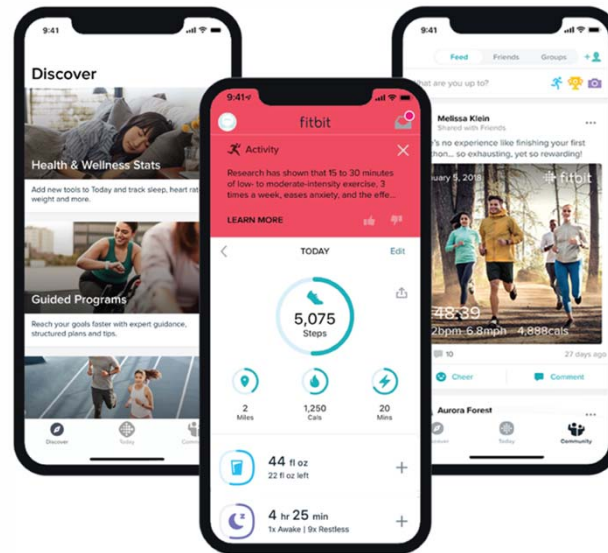 9:41
Discover
Health & Wellness Stats
Add new tools to Today and track sleep, heart
weight and more.
Guided Programs
Reach your goals faster with expert guidance,
structured plans and tips.
Discover
Today
9:41
fitbit
Activity
Research has shown that 15 to 30 minutes
of low- to moderate-intensity exercise, 3
times a week, eases anxiety, and the effe...
LEARN MORE
TODAY
Edit
5,075
Steps
2
Miles
1,250
Cals
20
Mins
44 fl oz
22 fl oz left
4 hr 25 min
1x Awake | 9x Restless
9:41
Feed Friends Groups
are you up to?
Melissa Klein
Shared with Friends
no experience like finishing your first
so exhausting, yet so rewarding!
5, 2018
fitbit
48:39
6.8mph 4,888cals
10
27 days ago
Cheer
Comment
Aurora Forest
Today
Community